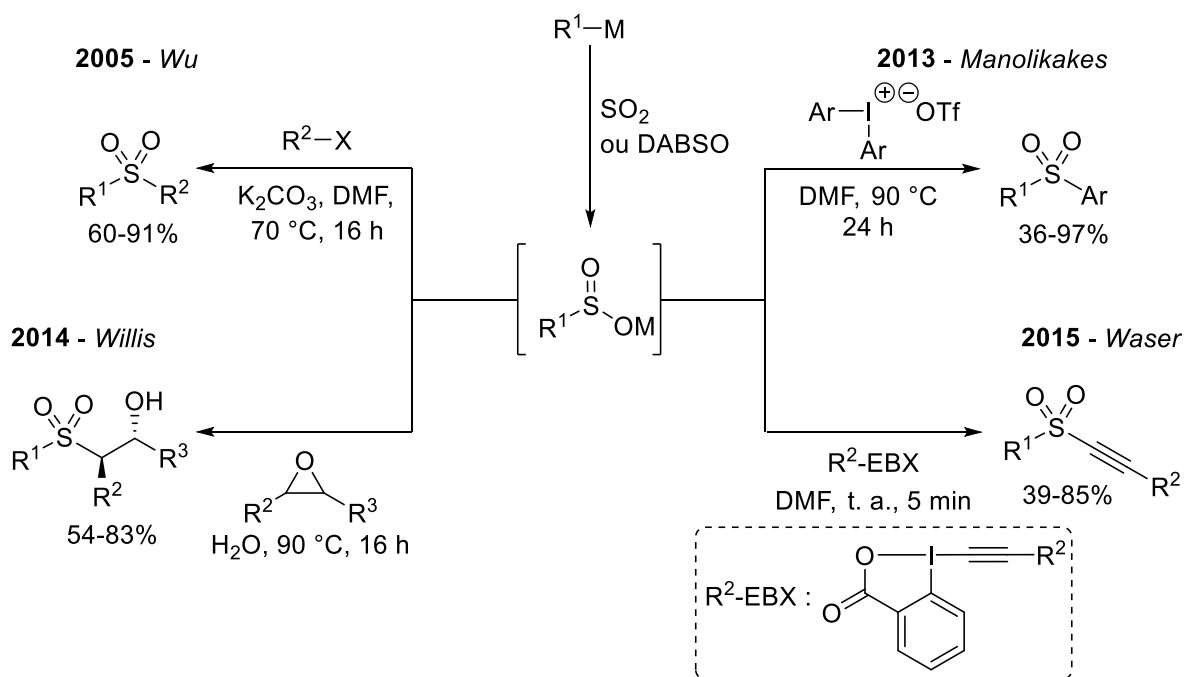 R¹–M
SO₂
ou DABSO
2005 - Wu
R²–X
K₂CO₃, DMF,
70 °C, 16 h
O O
S
R¹ R²
60-91%
2013 - Manolikakes
Ar–I ⊕ ⊖ OTf
Ar
DMF, 90 °C
24 h
O O
S
R¹ Ar
36-97%
O
S
R¹ OM
2014 - Willis
O O OH
S
R¹ R³
R²
54-83%
O
R² R³
H₂O, 90 °C, 16 h
2015 - Waser
R²-EBX
DMF, t. a., 5 min
O O
S
R¹
R²
39-85%
R²-EBX :
O I R²
O